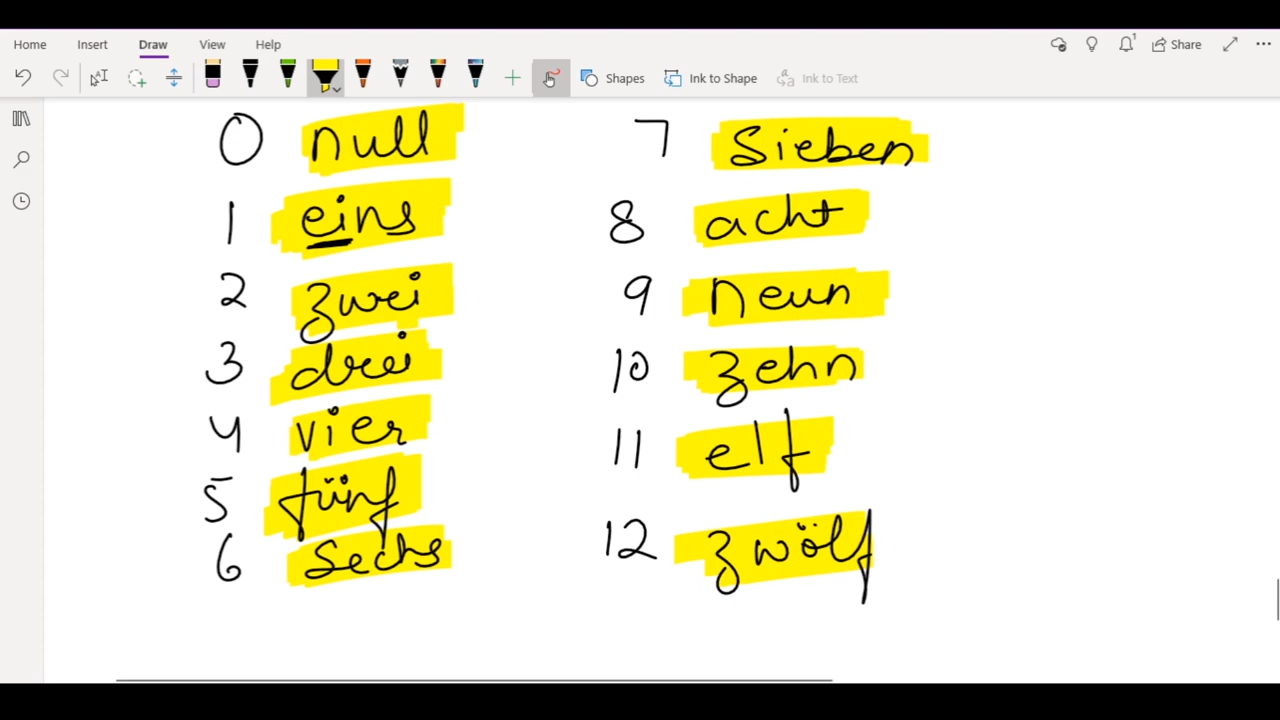 Home Insert Draw View Help
Share
Shapes Ink to Shape Ink to Text
0 null
1 eins
2 zwei
3 drei
4 vier
5 fünf
6 sechs
7 Sieben
8 acht
9 neun
10 zehn
11 elf
12 zwölf